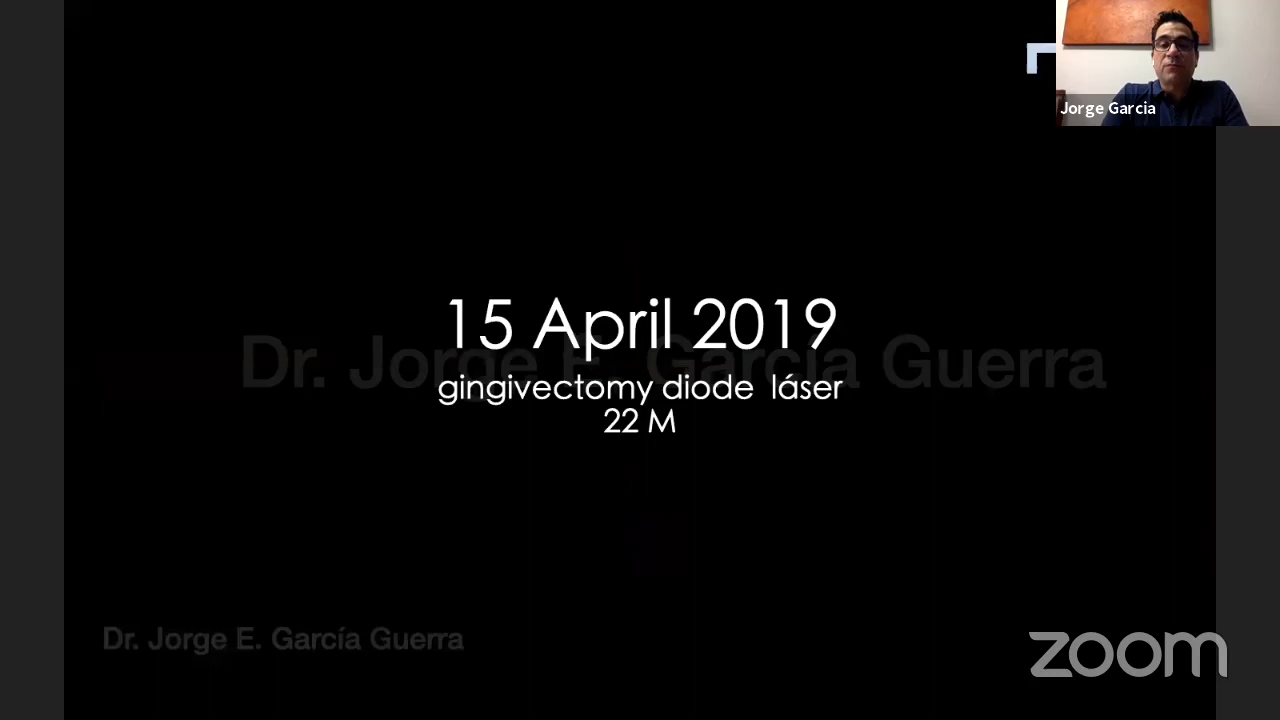 Jorge Garcia
15 April 2019
Dr. Jorge E. García Guerra
gingivectomy diode láser
22 M
Dr. Jorge E. García Guerra
zoom